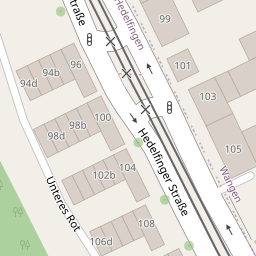 straße
Hedelfingen
99
96
94b
94d
101
103
100
98b
98d
Hedelfinger Straße
105
104
102b
Wangen
Unteres Rot
108
106d